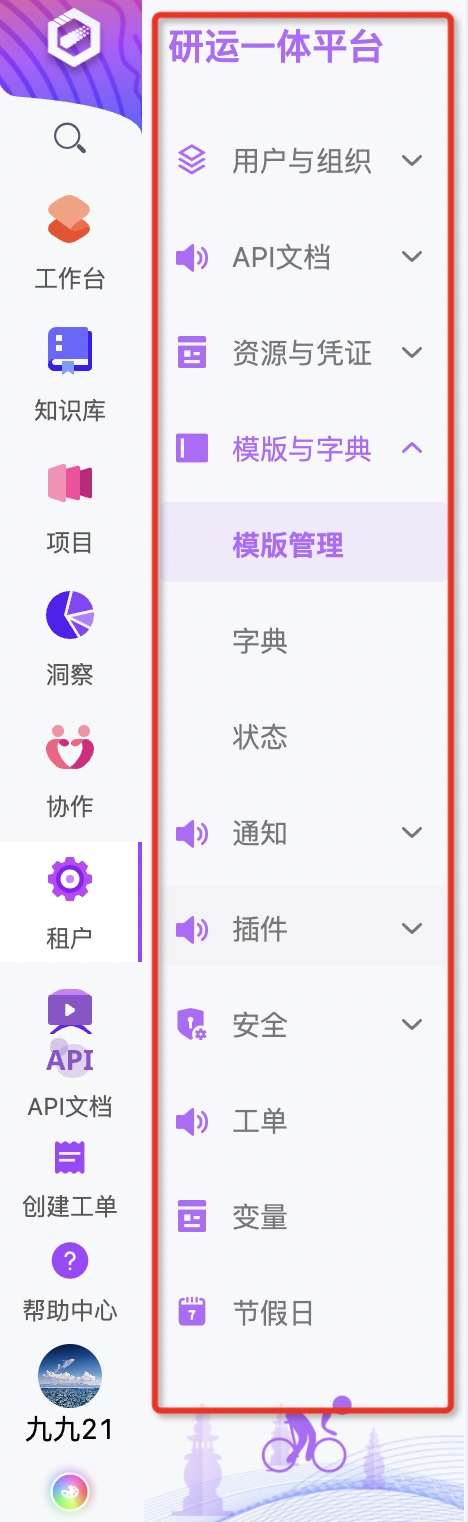 工作台
知识库
项目
洞察
协作
租户
API
API文档
创建工单
?
帮助中心
九九21
研运一体平台
用户与组织
API文档
资源与凭证
模版与字典
模版管理
字典
状态
通知
插件
安全
工单
变量
7
节假日